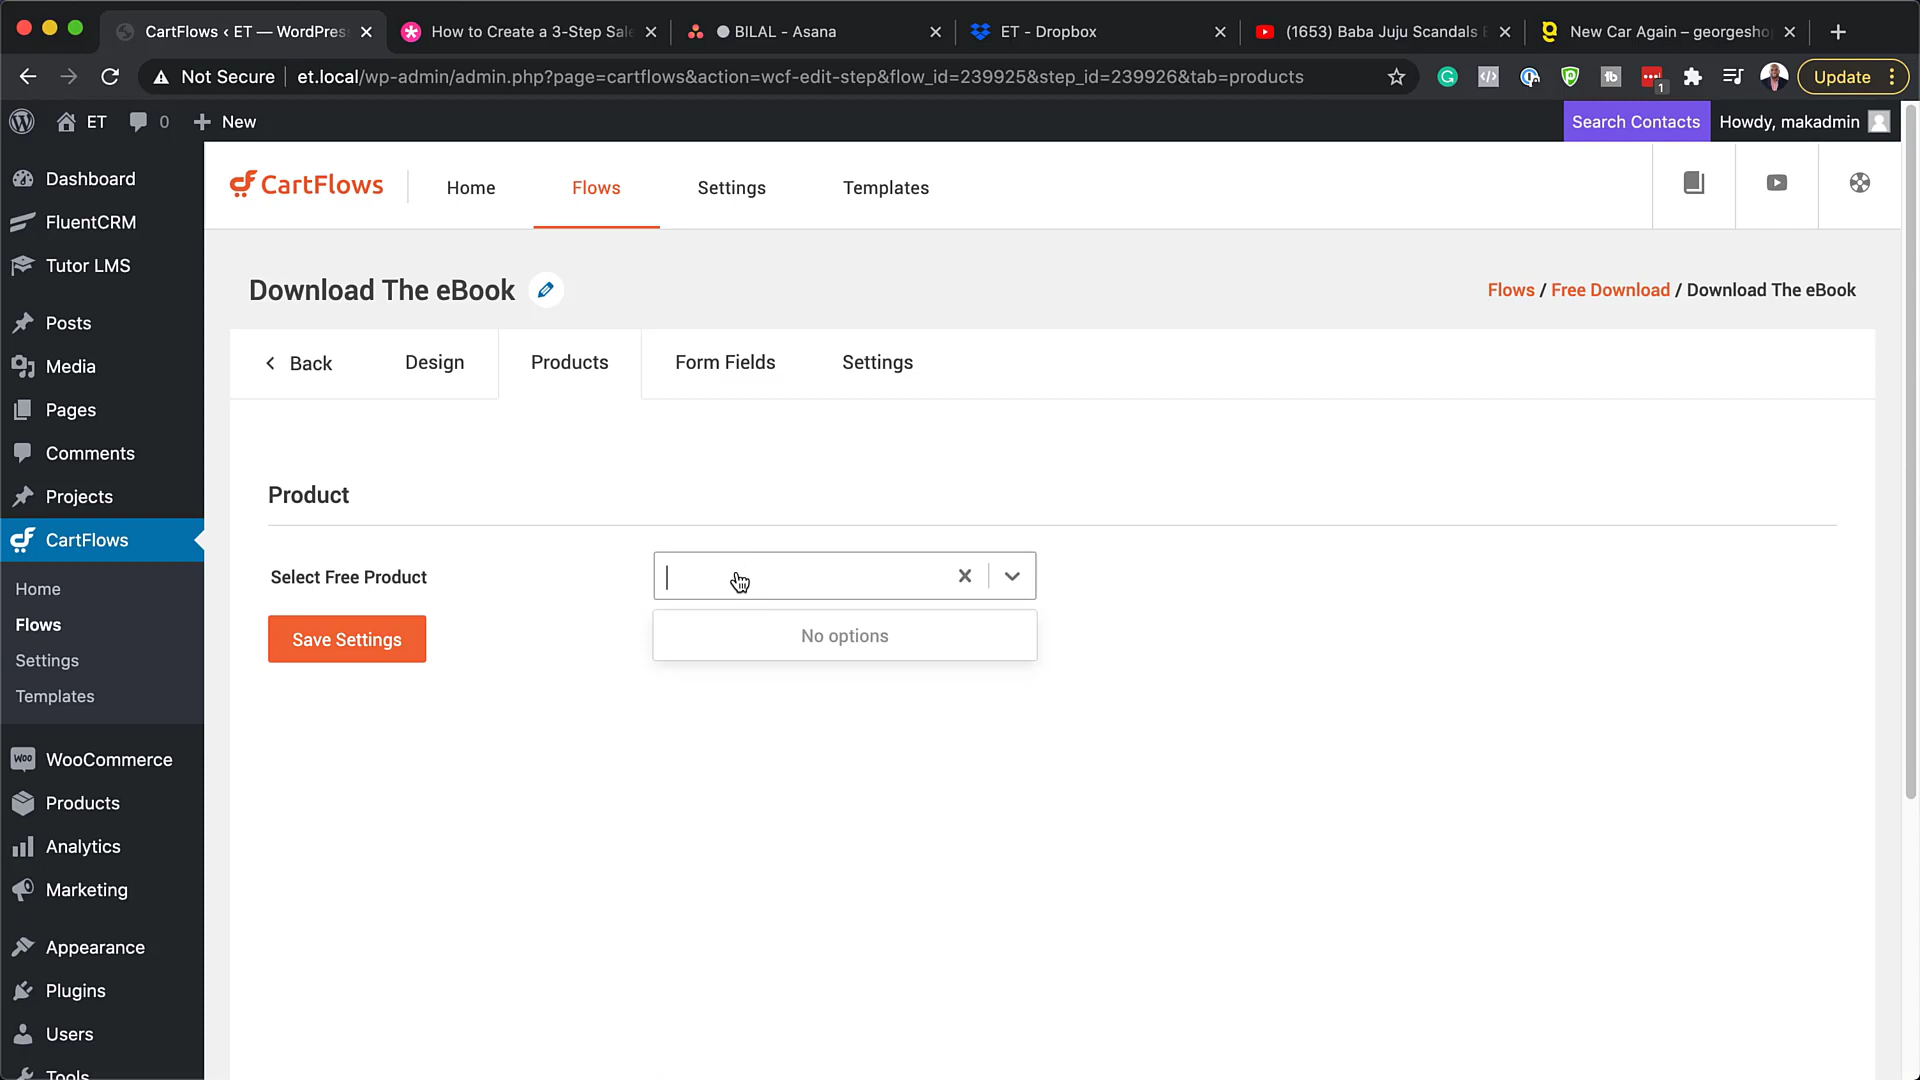 CartFlows ‹ ET — WordPres
How to Create a 3-Step Sale
BILAL - Asana
ET - Dropbox
(1653) Baba Juju Scandals
New Car Again – georgeshop
Not Secure
et.local/wp-admin/admin.php?page=cartflows&action=wcf-edit-step&flow_id=239925&step_id=239926&tab=products
1
Update
ET
0
New
Search Contacts
Howdy, makadmin
Dashboard
FluentCRM
Tutor LMS
Posts
Media
Pages
Comments
Projects
CartFlows
Home
Flows
Settings
Templates
WooCommerce
Products
Analytics
Marketing
Appearance
Plugins
Users
Tools
CartFlows
Home
Flows
Settings
Templates
Download The eBook
Flows / Free Download / Download The eBook
Back
Design
Products
Form Fields
Settings
Product
Select Free Product
No options
Save Settings